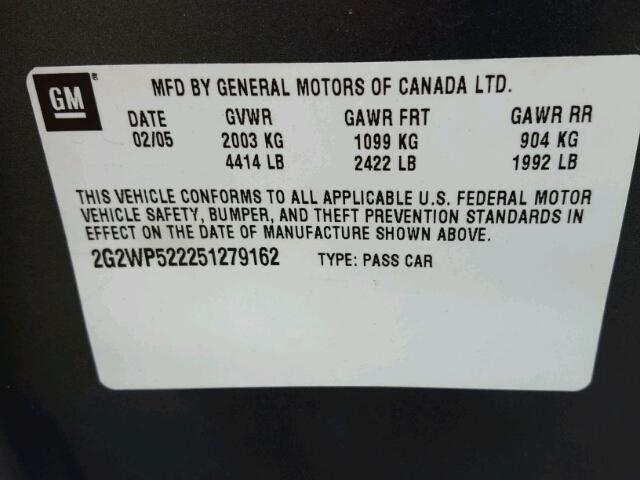 GM ®
MFD BY GENERAL MOTORS OF CANADA LTD.
DATE GVWR GAWR FRT GAWR RR
02/05 2003 KG 1099 KG 904 KG
4414 LB 2422 LB 1992 LB
THIS VEHICLE CONFORMS TO ALL APPLICABLE U.S. FEDERAL MOTOR
VEHICLE SAFETY, BUMPER, AND THEFT PREVENTION STANDARDS IN
EFFECT ON THE DATE OF MANUFACTURE SHOWN ABOVE.
2G2WP522251279162 TYPE: PASS CAR